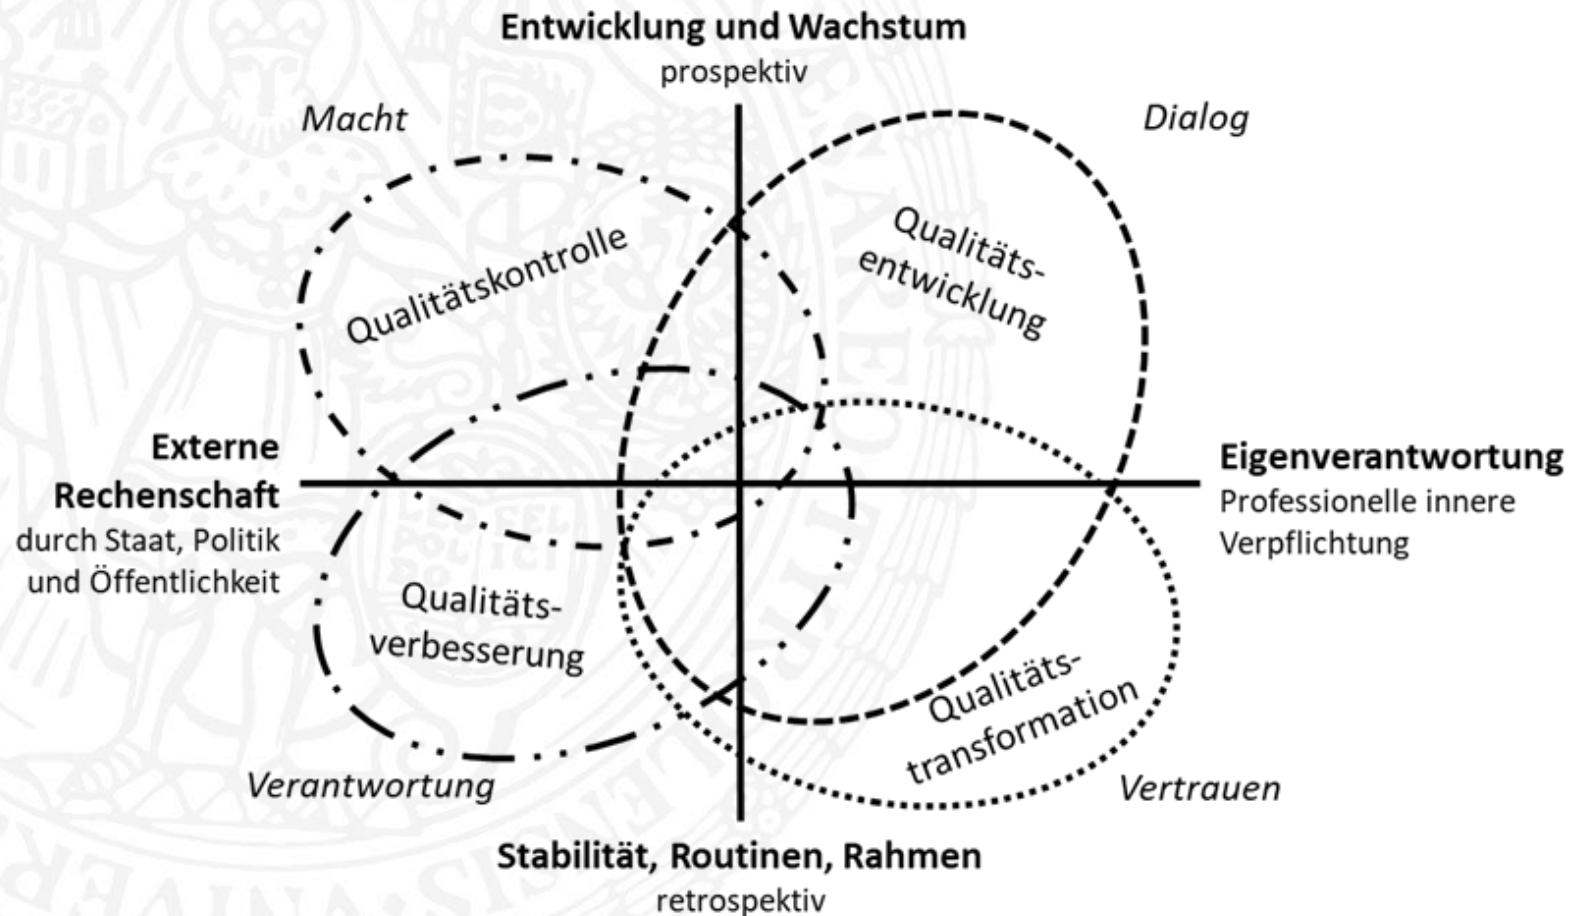 Entwicklung und Wachstum
prospektiv
Macht
Dialog
Qualitätskontrolle
Qualitäts-
entwicklung
Externe
Rechenschaft
durch Staat, Politik
und Öffentlichkeit
Eigenverantwortung
Professionelle innere
Verpflichtung
Qualitäts-
verbesserung
Qualitäts-
transformation
Verantwortung
Vertrauen
Stabilität, Routinen, Rahmen
retrospektiv